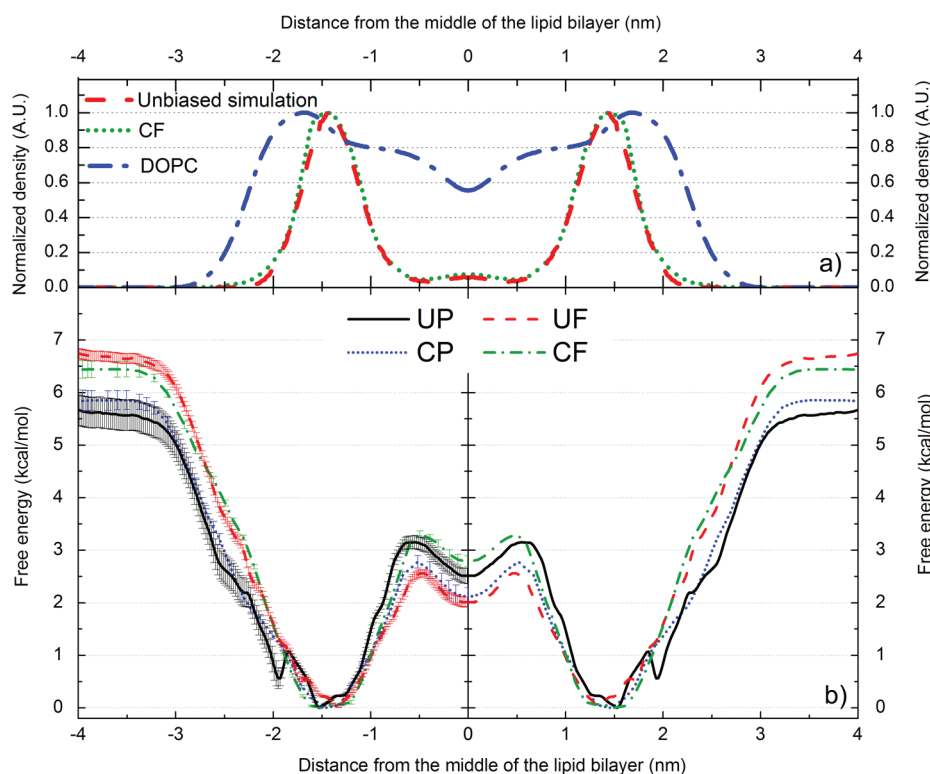 Distance from the middle of the lipid bilayer (nm)
-4 -3 -2 -1 0 1 2 3 4
Normalized density (A.U.)
1.0
0.8
0.6
0.4
0.2
0.0
Unbiased simulation
CF
DOPC
a)
1.0
0.8
0.6
0.4
0.2
0.0
Normalized density (A.U.)
Free energy (kcal/mol)
7
6
5
4
3
2
1
0
UP UF
CP CF
b)
7
6
5
4
3
2
1
0
Free energy (kcal/mol)
-4 -3 -2 -1 0 1 2 3 4
Distance from the middle of the lipid bilayer (nm)